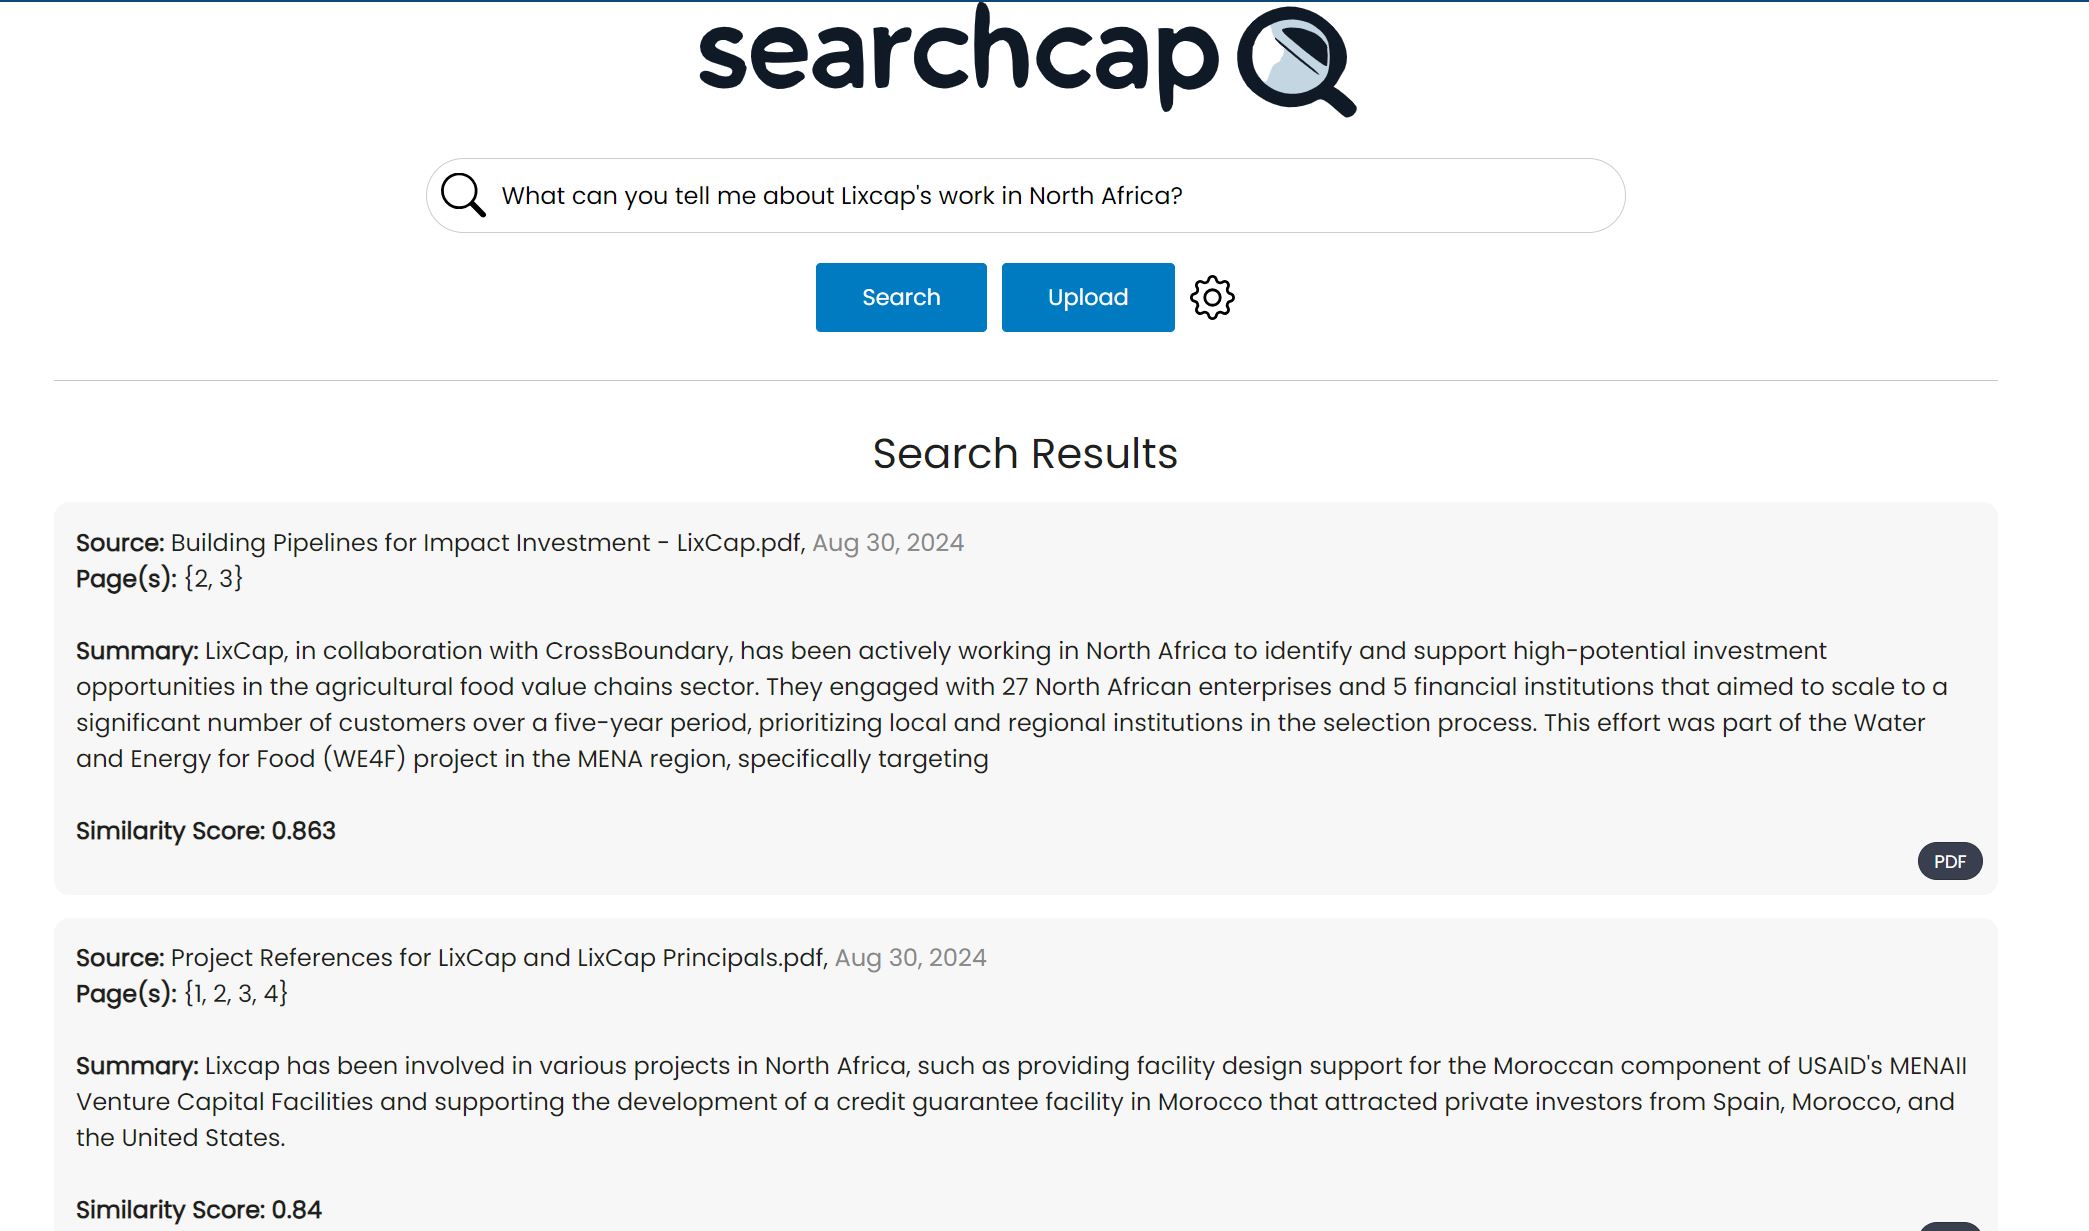 searchcap
What can you tell me about Lixcap's work in North Africa?
Search Upload
Search Results
Source: Building Pipelines for Impact Investment - LixCap.pdf, Aug 30, 2024
Page(s): {2, 3}
Summary: LixCap, in collaboration with CrossBoundary, has been actively working in North Africa to identify and support high-potential investment
opportunities in the agricultural food value chains sector. They engaged with 27 North African enterprises and 5 financial institutions that aimed to scale to a
significant number of customers over a five-year period, prioritizing local and regional institutions in the selection process. This effort was part of the Water
and Energy for Food (WE4F) project in the MENA region, specifically targeting
Similarity Score: 0.863
PDF
Source: Project References for LixCap and LixCap Principals.pdf, Aug 30, 2024
Page(s): {1, 2, 3, 4}
Summary: Lixcap has been involved in various projects in North Africa, such as providing facility design support for the Moroccan component of USAID's MENAII
Venture Capital Facilities and supporting the development of a credit guarantee facility in Morocco that attracted private investors from Spain, Morocco, and
the United States.
Similarity Score: 0.84